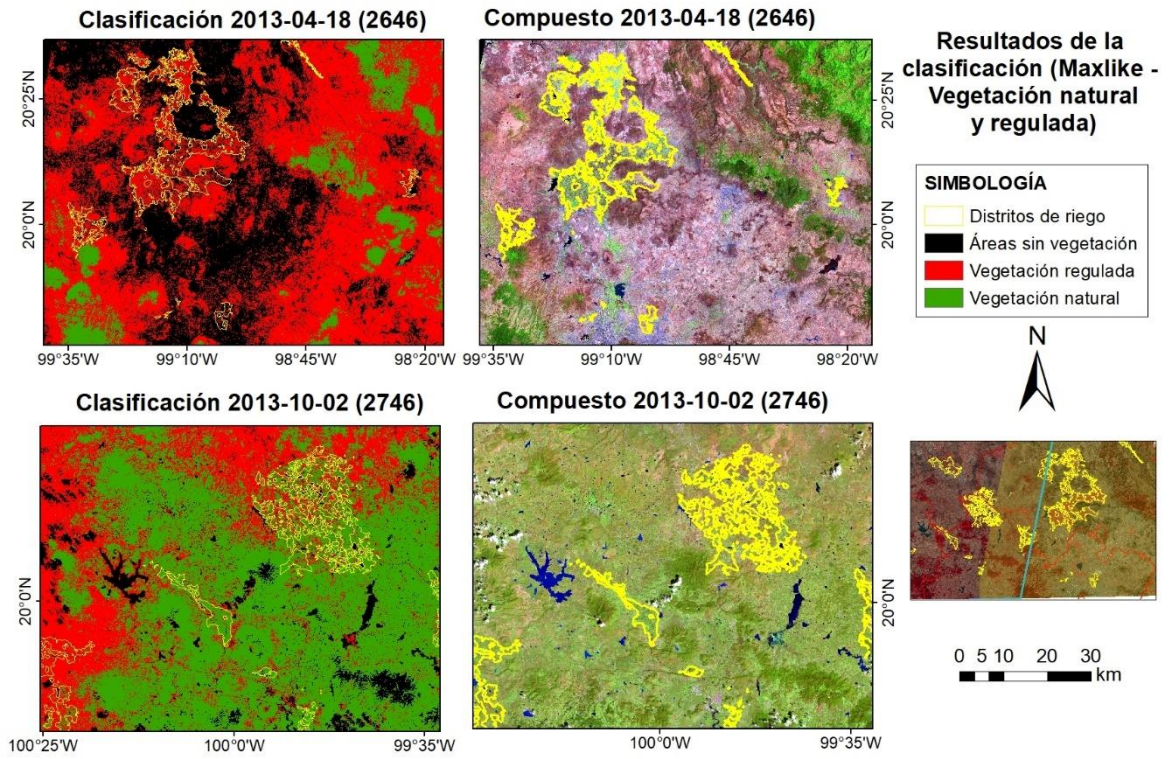 Clasificación 2013-04-18 (2646)
Compuesto 2013-04-18 (2646)
Resultados de la
clasificación (Maxlike -
Vegetación natural
y regulada)
20°25'N
20°0'N
99°35'W
99°10'W
98°45'W
98°20'W
99°35'W
99°10'W
98°45'W
98°20'W
20°25'N
20°0'N
SIMBOLOGÍA
Distritos de riego
Áreas sin vegetación
Vegetación regulada
Vegetación natural
N
Clasificación 2013-10-02 (2746)
Compuesto 2013-10-02 (2746)
20°0'N
100°25'W
100°0'W
99°35'W
100°0'W
99°35'W
20°0'N
0 5 10 20 30
km